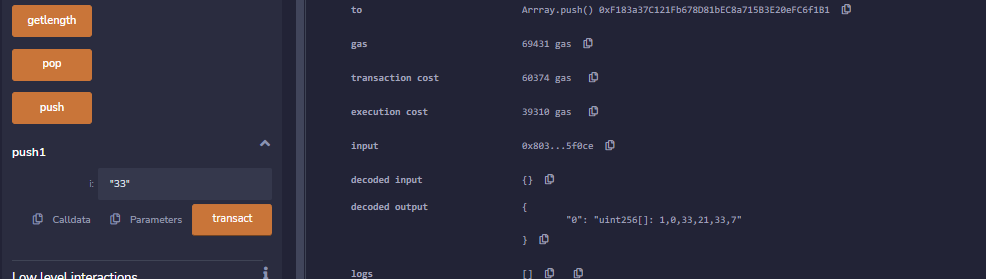 getlength
pop
push
push1
i: "33"
Calldata Parameters transact
Low level interactions i
to Arrray.push() 0xF183a37C121Fb678D81bEC8a715B3E20eFC6f1B1
gas 69431 gas
transaction cost 60374 gas
execution cost 39310 gas
input 0x803...5f0ce
decoded input {}
decoded output {
"0": "uint256[]: 1,0,33,21,33,7"
}
logs []